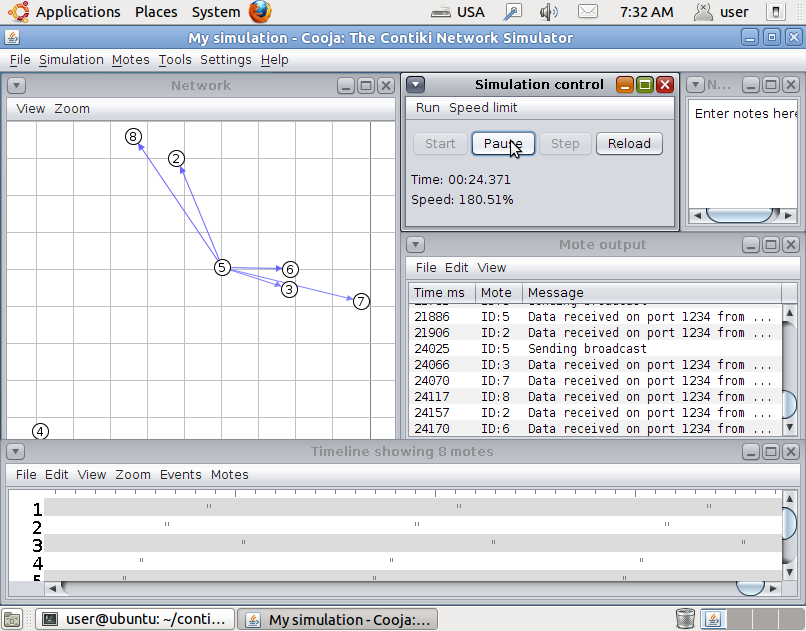 Applications Places System USA 7:32 AM user
My simulation - Cooja: The Contiki Network Simulator
File Simulation Motes Tools Settings Help
Network
View Zoom
8
2
5
6
3
7
4
Simulation control
Run Speed limit
Start Pause Step Reload
Time: 00:24.371
Speed: 180.51%
N...
Enter notes here
Mote output
File Edit View
Time ms Mote Message
21886 ID:5 Data received on port 1234 from ...
21906 ID:2 Data received on port 1234 from ...
24025 ID:5 Sending broadcast
24066 ID:3 Data received on port 1234 from ...
24070 ID:7 Data received on port 1234 from ...
24117 ID:8 Data received on port 1234 from ...
24157 ID:2 Data received on port 1234 from ...
24170 ID:6 Data received on port 1234 from ...
Timeline showing 8 motes
File Edit View Zoom Events Motes
1
2
3
4
5
user@ubuntu: ~/conti... My simulation - Cooja:...